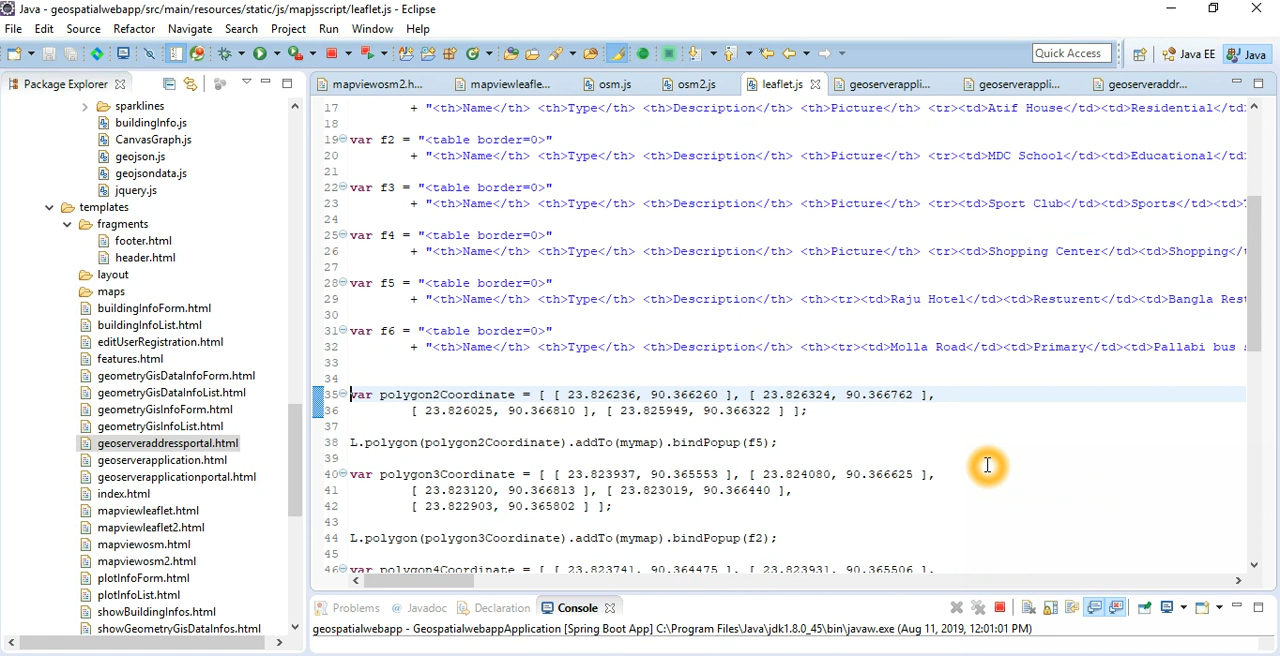 Java - geospatialwebapp/src/main/resources/static/js/mapjsscript/leaflet.js - Eclipse
File Edit Source Refactor Navigate Search Project Run Window Help
Quick Access Java EE Java
Package Explorer
mapviewosm2.h... mapviewleafle... osm.js osm2.js leaflet.js geoserverappli... geoserverappli... geoserveraddr...
sparklines
buildingInfo.js
CanvasGraph.js
geojson.js
geojsondata.js
jquery.js
templates
fragments
footer.html
header.html
layout
maps
buildingInfoForm.html
buildingInfoList.html
editUserRegistration.html
features.html
geometryGisDataInfoForm.html
geometryGisDataInfoList.html
geometryGisInfoForm.html
geometryGisInfoList.html
geoserveraddressportal.html
geoserverapplication.html
geoserverapplicationportal.html
index.html
mapviewleaflet.html
mapviewleaflet2.html
mapviewosm.html
mapviewosm2.html
plotInfoForm.html
plotInfoList.html
showBuildingInfos.html
showGeometryGisDataInfos.html
17 + "<th>Name</th> <th>Type</th> <th>Description</th> <th>Picture</th> <tr><td>Atif House</td><td>Residential</td>
18
19 var f2 = "<table border=0>"
20 + "<th>Name</th> <th>Type</th> <th>Description</th> <th>Picture</th> <tr><td>MDC School</td><td>Educational</td>
21
22 var f3 = "<table border=0>"
23 + "<th>Name</th> <th>Type</th> <th>Description</th> <th>Picture</th> <tr><td>Sport Club</td><td>Sports</td><td>
24
25 var f4 = "<table border=0>"
26 + "<th>Name</th> <th>Type</th> <th>Description</th> <th>Picture</th> <tr><td>Shopping Center</td><td>Shopping</
27
28 var f5 = "<table border=0>"
29 + "<th>Name</th> <th>Type</th> <th>Description</th> <th><tr><td>Raju Hotel</td><td>Resturent</td><td>Bangla
30
31 var f6 = "<table border=0>"
32 + "<th>Name</th> <th>Type</th> <th>Description</th> <th><tr><td>Molla Road</td><td>Primary</td><td>Pallabi bus
33
34
35 var polygon2Coordinate = [ [ 23.826236, 90.366260 ], [ 23.826324, 90.366762 ],
36 [ 23.826025, 90.366810 ], [ 23.825949, 90.366322 ] ];
37
38 L.polygon(polygon2Coordinate).addTo(mymap).bindPopup(f5);
39
40 var polygon3Coordinate = [ [ 23.823937, 90.365553 ], [ 23.824080, 90.366625 ],
41 [ 23.823120, 90.366813 ], [ 23.823019, 90.366440 ],
42 [ 23.822903, 90.365802 ] ];
43
44 L.polygon(polygon3Coordinate).addTo(mymap).bindPopup(f2);
45
46 var polygon4Coordinate = [ [ 23.823741, 90.364475 ], [ 23.823931, 90.365506 ],
Problems Javadoc Declaration Console
geospatialwebapp - GeospatialwebappApplication [Spring Boot App] C:\Program Files\Java\jdk1.8.0_45\bin\javaw.exe (Aug 11, 2019, 12:01:01 PM)